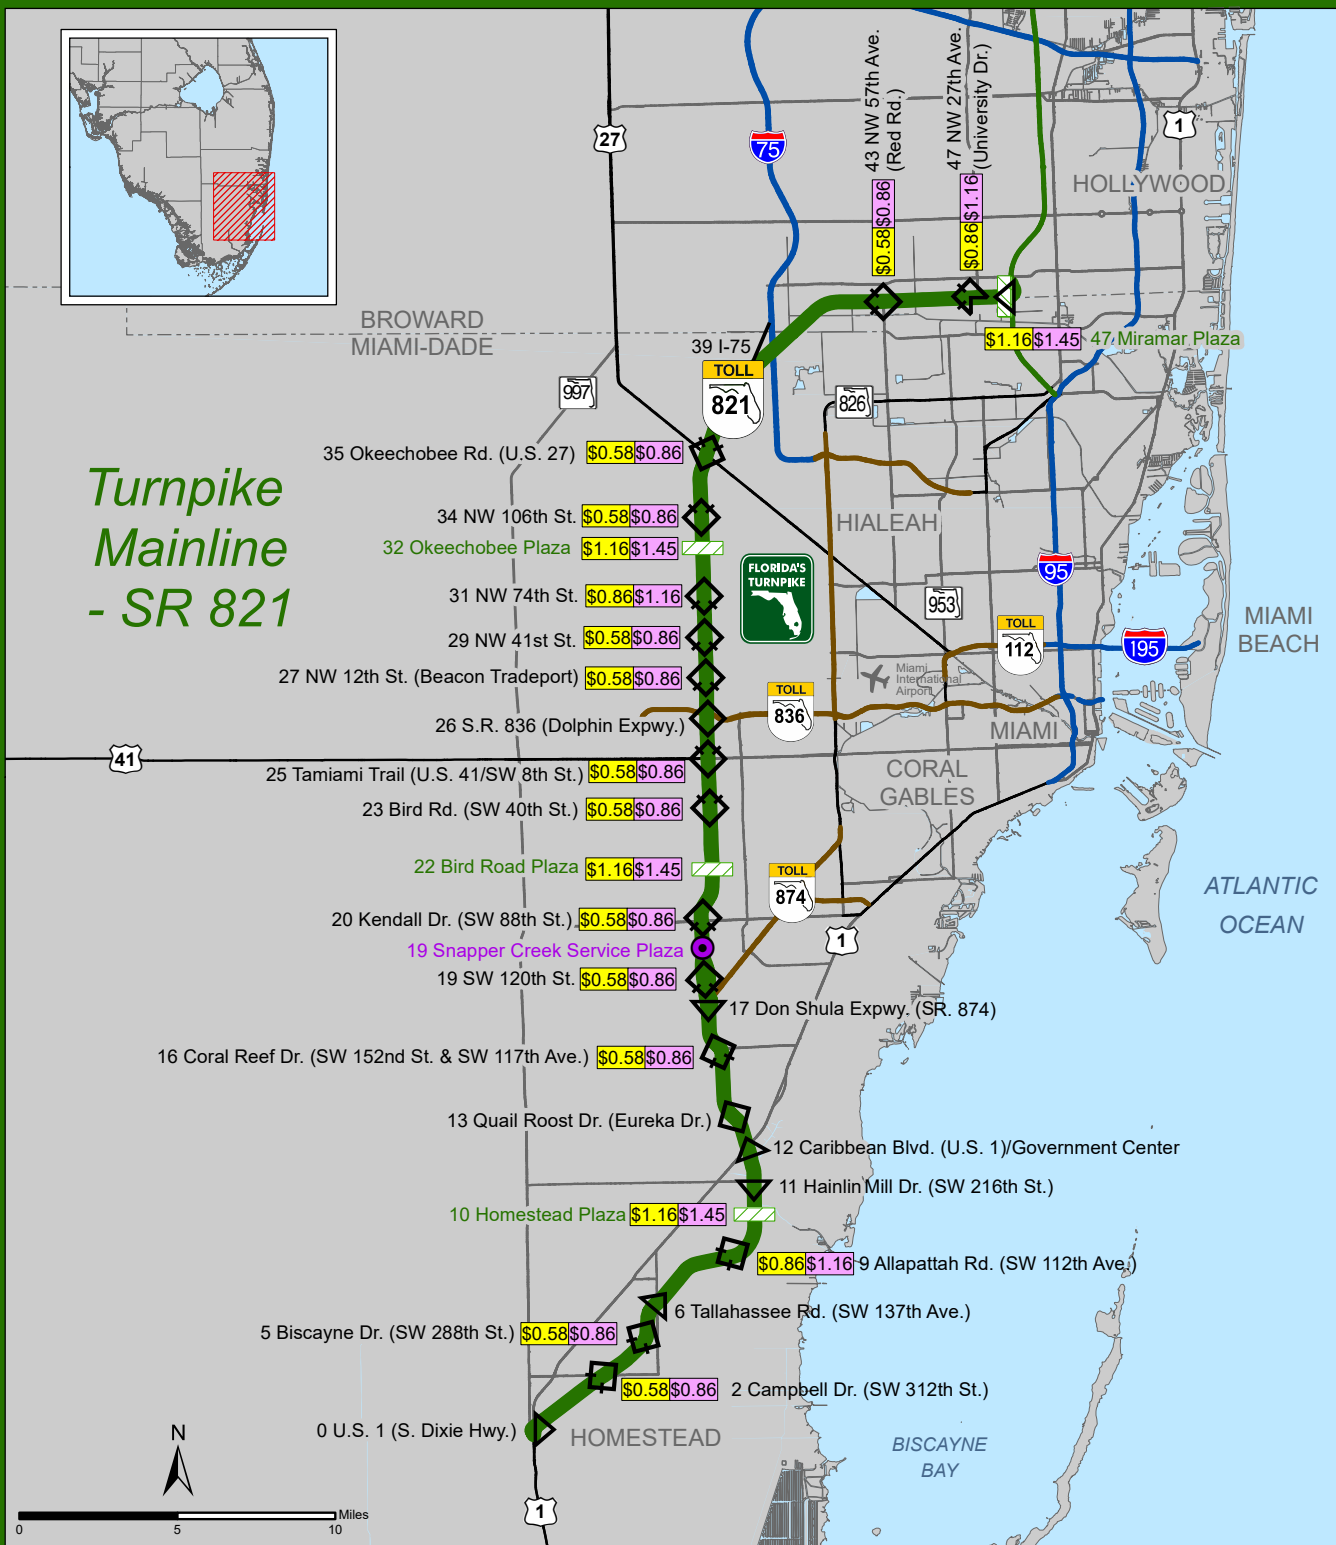 43 NW 57th Ave.
(Red Rd.)
$0.58 $0.86
47 NW 27th Ave.
(University Dr.)
$0.86 $1.16
27
75
1
HOLLYWOOD
BROWARD
MIAMI-DADE
39 I-75
$1.16 $1.45 47 Miramar Plaza
TOLL
821
997
826
35 Okeechobee Rd. (U.S. 27) $0.58 $0.86
Turnpike
Mainline
- SR 821
34 NW 106th St. $0.58 $0.86
HIALEAH
32 Okeechobee Plaza $1.16 $1.45
FLORIDA'S
TURNPIKE
95
31 NW 74th St. $0.86 $1.16
953
29 NW 41st St. $0.58 $0.86
TOLL
112
195
MIAMI
BEACH
27 NW 12th St. (Beacon Tradeport) $0.58 $0.86
Miami
International
Airport
TOLL
836
26 S.R. 836 (Dolphin Expwy.)
MIAMI
41
25 Tamiami Trail (U.S. 41/SW 8th St.) $0.58 $0.86
CORAL
GABLES
23 Bird Rd. (SW 40th St.) $0.58 $0.86
22 Bird Road Plaza $1.16 $1.45
TOLL
874
ATLANTIC
OCEAN
20 Kendall Dr. (SW 88th St.) $0.58 $0.86
1
19 Snapper Creek Service Plaza
19 SW 120th St. $0.58 $0.86
17 Don Shula Expwy. (SR. 874)
16 Coral Reef Dr. (SW 152nd St. & SW 117th Ave.) $0.58 $0.86
13 Quail Roost Dr. (Eureka Dr.)
12 Caribbean Blvd. (U.S. 1)/Government Center
11 Hainlin Mill Dr. (SW 216th St.)
10 Homestead Plaza $1.16 $1.45
$0.86 $1.16 9 Allapattah Rd. (SW 112th Ave.)
6 Tallahassee Rd. (SW 137th Ave.)
5 Biscayne Dr. (SW 288th St.) $0.58 $0.86
$0.58 $0.86 2 Campbell Dr. (SW 312th St.)
0 U.S. 1 (S. Dixie Hwy.)
HOMESTEAD
BISCAYNE
BAY
N
1
Miles
0 5 10